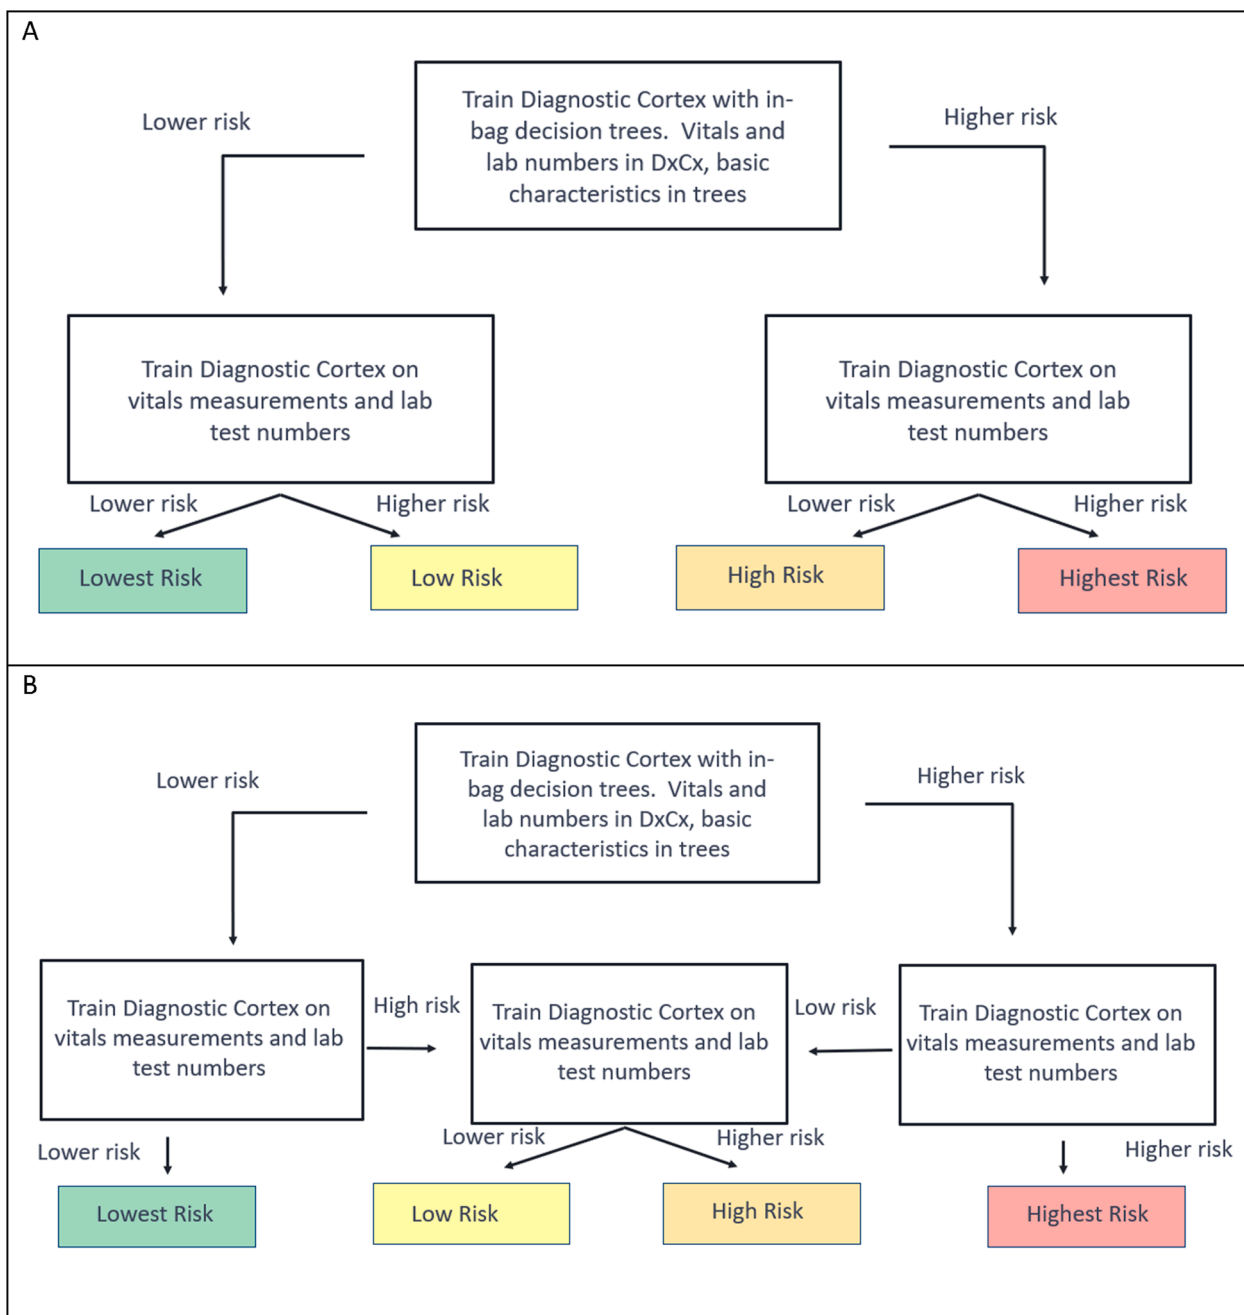 A
Train Diagnostic Cortex with in-
bag decision trees. Vitals and
lab numbers in DxCx, basic
characteristics in trees
Lower risk
Higher risk
Train Diagnostic Cortex on
vitals measurements and lab
test numbers
Train Diagnostic Cortex on
vitals measurements and lab
test numbers
Lower risk
Higher risk
Lower risk
Higher risk
Lowest Risk
Low Risk
High Risk
Highest Risk
B
Train Diagnostic Cortex with in-
bag decision trees. Vitals and
lab numbers in DxCx, basic
characteristics in trees
Lower risk
Higher risk
Train Diagnostic Cortex on
vitals measurements and lab
test numbers
High risk
Train Diagnostic Cortex on
vitals measurements and lab
test numbers
Low risk
Train Diagnostic Cortex on
vitals measurements and lab
test numbers
Lower risk
Lower risk
Higher risk
Higher risk
Lowest Risk
Low Risk
High Risk
Highest Risk